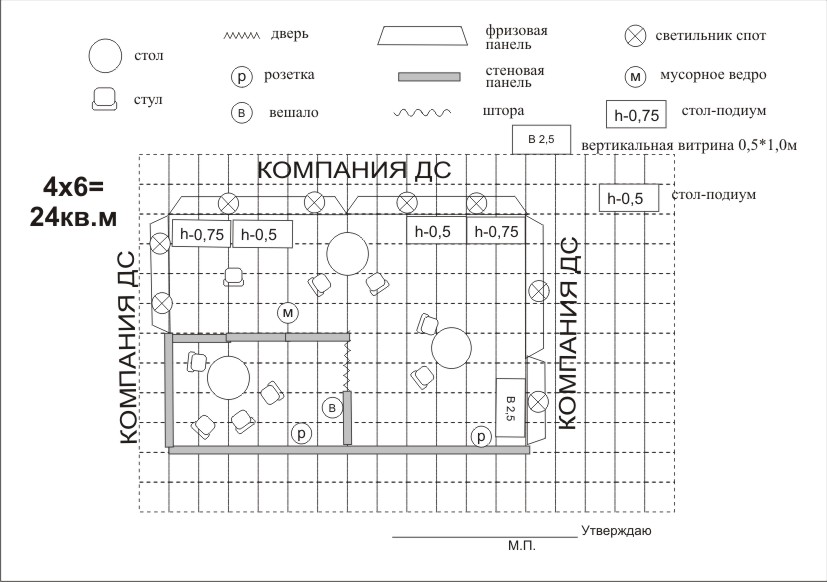 дверь
фризовая
панель
светильник спот
стол
розетка
стеновая
панель
м
мусорное ведро
р
стул
в
вешало
штора
h-0,75
стол-подиум
В 2,5
вертикальная витрина 0,5*1,0м
4х6=
24кв.м
КОМПАНИЯ ДС
h-0,5
стол-подиум
h-0,75
h-0,5
h-0,5
h-0,75
КОМПАНИЯ ДС
КОМПАНИЯ ДС
м
в
В 2,5
р
р
Утверждаю
М.П.